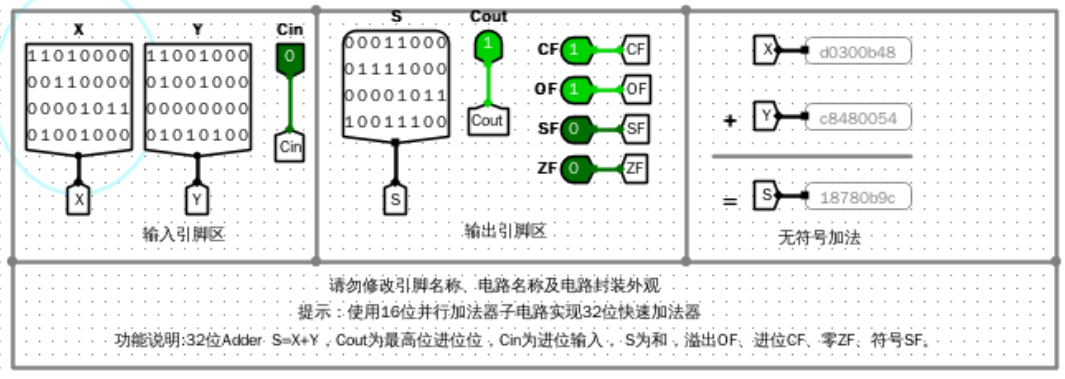 X Y Cin
11010000 11001000 0
00110000 01001000
00001011 00000000
01001000 01010100
X Y Cin
输入引脚区
S Cout
00011000 1
01111000
00001011
10011100
S Cout
CF 1 CF
OF 1 OF
SF 0 SF
ZF 0 ZF
输出引脚区
X d0300b48
+ Y c8480054
= S 18780b9c
无符号加法
请勿修改引脚名称、电路名称及电路封装外观
提示：使用16位并行加法器子电路实现32位快速加法器
功能说明:32位Adder S=X+Y，Cout为最高位进位位，Cin为进位输入， S为和，溢出OF、进位CF、零ZF、符号SF。